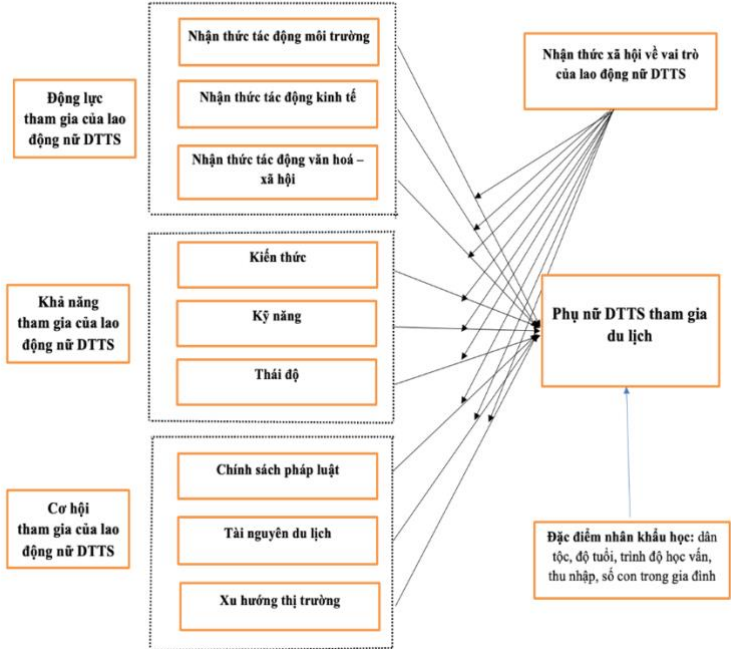 Động lực
tham gia của lao
động nữ DTTS
Nhận thức tác động môi trường
Nhận thức tác động kinh tế
Nhận thức tác động văn hoá –
xã hội
Nhận thức xã hội về vai trò
của lao động nữ DTTS
Khả năng
tham gia của lao
động nữ DTTS
Kiến thức
Kỹ năng
Thái độ
Phụ nữ DTTS tham gia
du lịch
Cơ hội
tham gia của lao
động nữ DTTS
Chính sách pháp luật
Tài nguyên du lịch
Xu hướng thị trường
Đặc điểm nhân khẩu học: dân
tộc, độ tuổi, trình độ học vấn,
thu nhập, số con trong gia đình